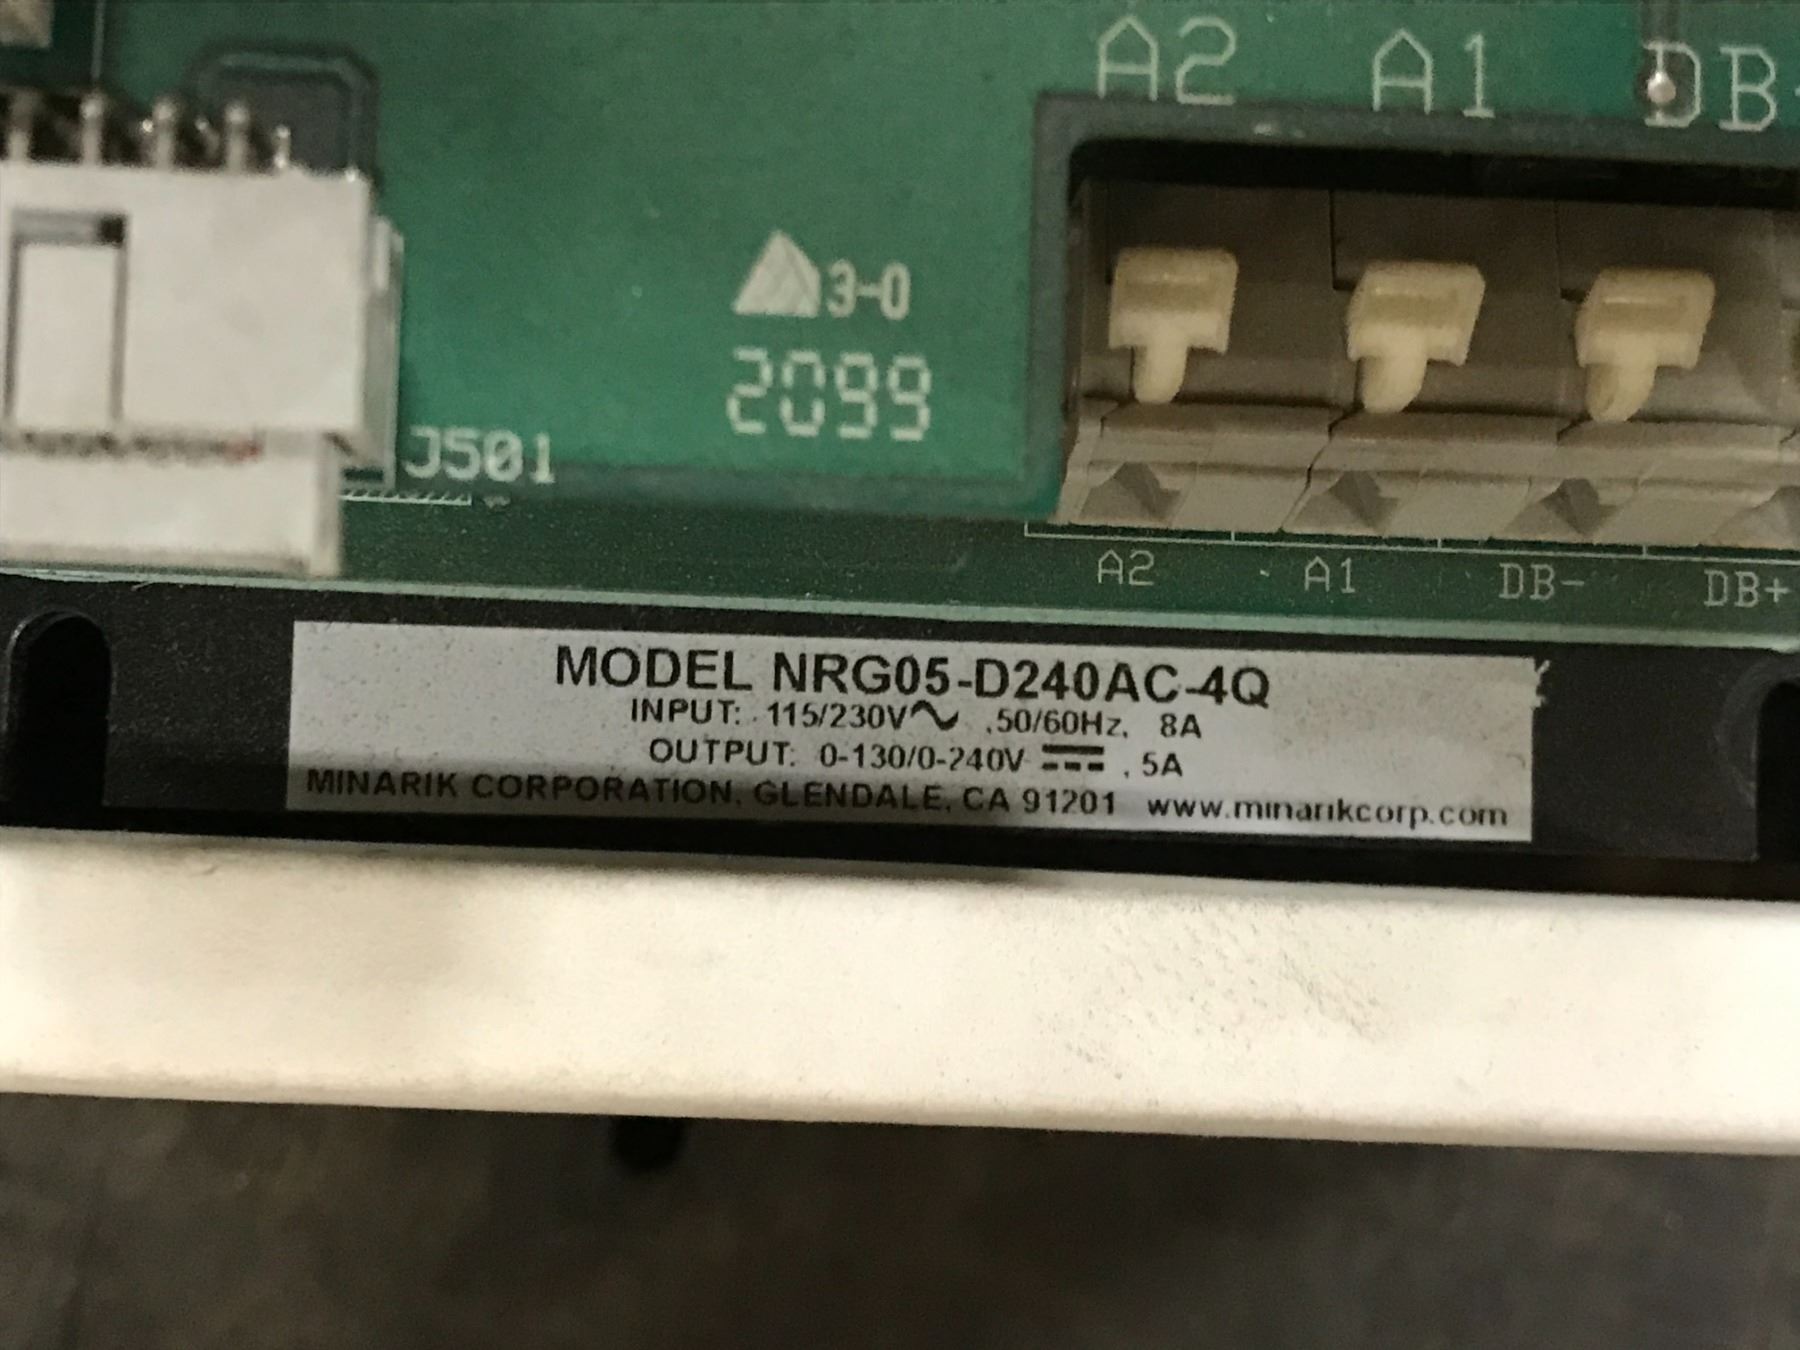 A2 A1 DB-
3-0
2099
J501
A2 A1 DB- DB+
MODEL NRG05-D240AC-4Q
INPUT: 115/230V∿ ,50/60Hz, 8A
OUTPUT: 0-130/0-240V ⎓ , 5A
MINARIK CORPORATION, GLENDALE, CA 91201 www.minarikcorp.com